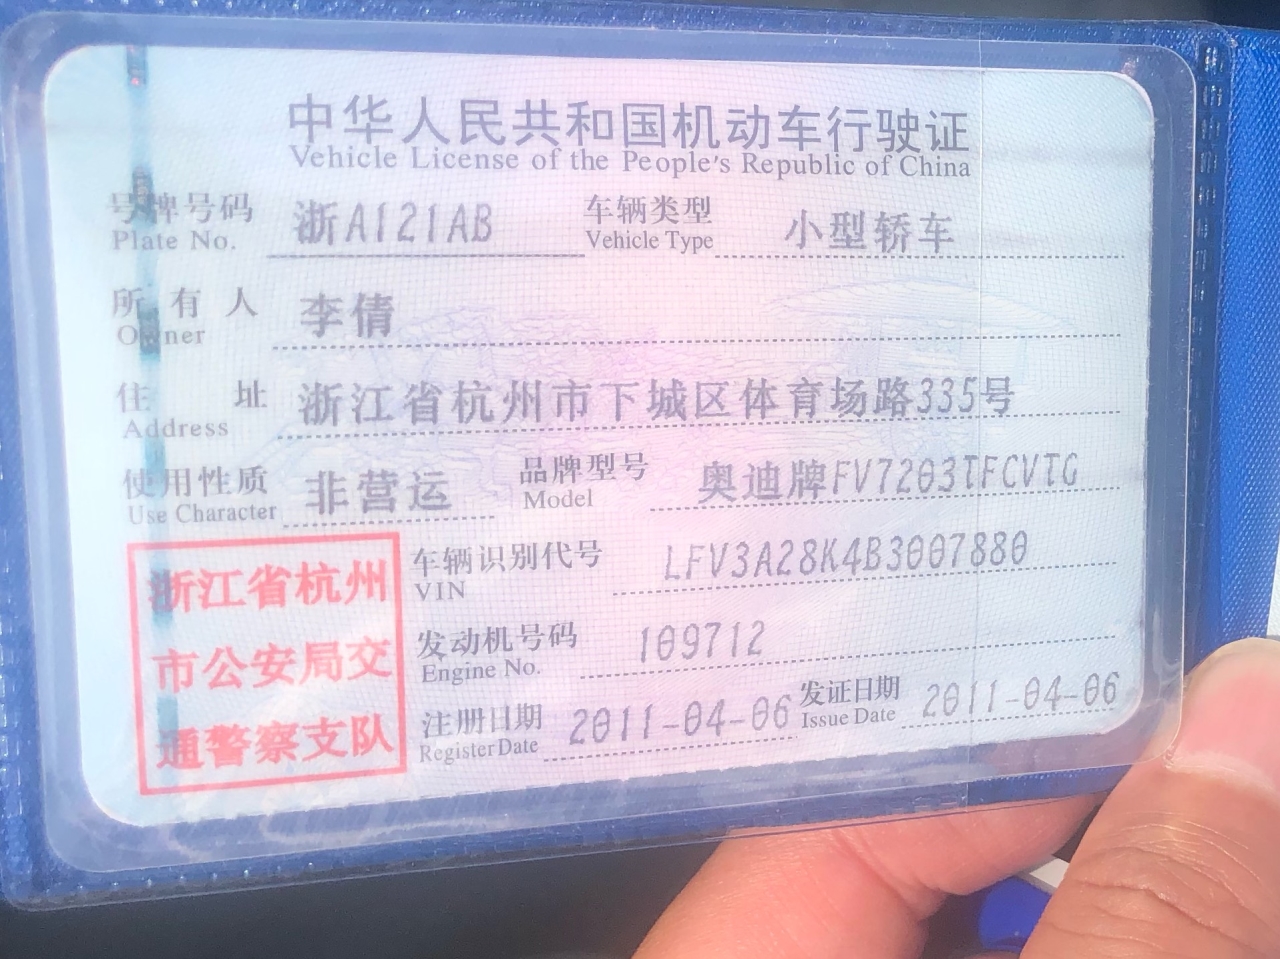 中华人民共和国机动车行驶证
Vehicle License of the People's Republic of China
号牌号码 浙A121AB 车辆类型 小型轿车
Plate No. Vehicle Type
所有人 李倩
Owner
住址 浙江省杭州市下城区体育场路335号
Address
使用性质 非营运 品牌型号 奥迪牌FV7203TFCVTG
Use Character Model
浙江省杭州
市公安局交
通警察支队
车辆识别代号 LFV3A28K4B3007880
VIN
发动机号码 109712
Engine No.
注册日期 2011-04-06 发证日期 2011-04-06
Register Date Issue Date